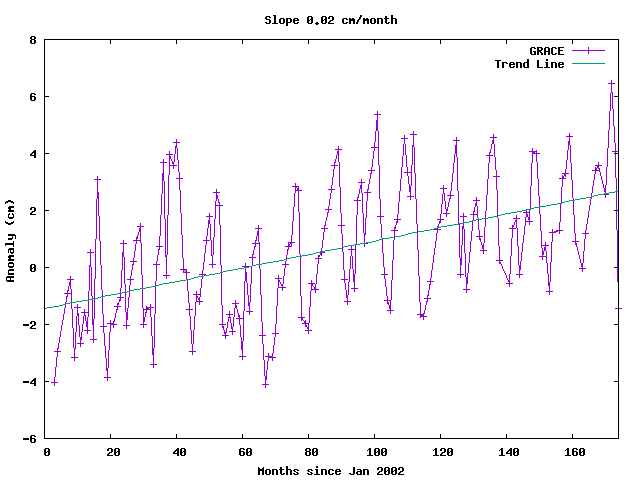 Slope 0.02 cm/month
GRACE
Trend Line
8
6
4
2
0
-2
-4
-6
Anomaly (cm)
0 20 40 60 80 100 120 140 160
Months since Jan 2002